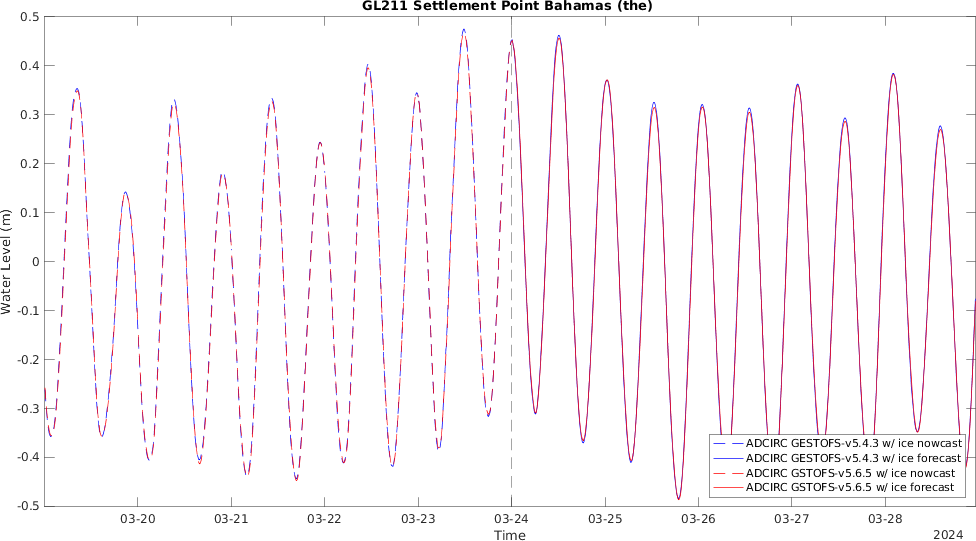 GL211 Settlement Point Bahamas (the)
0.5
0.4
0.3
0.2
0.1
0
-0.1
-0.2
-0.3
-0.4
-0.5
Water Level (m)
ADCIRC GESTOFS-v5.4.3 w/ ice nowcast
ADCIRC GESTOFS-v5.4.3 w/ ice forecast
ADCIRC GSTOFS-v5.6.5 w/ ice nowcast
ADCIRC GSTOFS-v5.6.5 w/ ice forecast
03-20 03-21 03-22 03-23 03-24 03-25 03-26 03-27 03-28
Time
2024